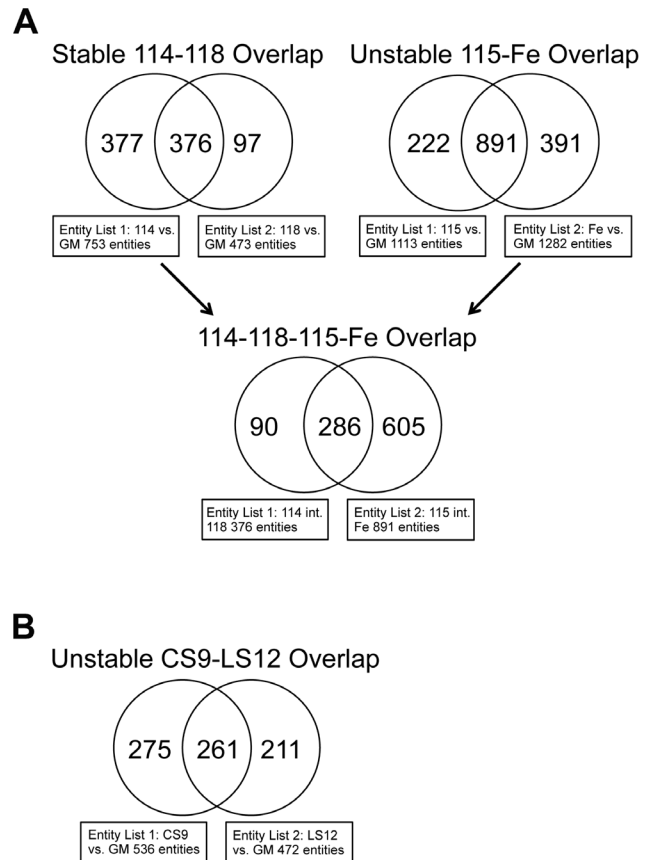 A
Stable 114-118 Overlap
Unstable 115-Fe Overlap
377 376 97
222 891 391
Entity List 1: 114 vs.
GM 753 entities
Entity List 2: 118 vs.
GM 473 entities
Entity List 1: 115 vs.
GM 1113 entities
Entity List 2: Fe vs.
GM 1282 entities
114-118-115-Fe Overlap
90 286 605
Entity List 1: 114 int.
118 376 entities
Entity List 2: 115 int.
Fe 891 entities
B
Unstable CS9-LS12 Overlap
275 261 211
Entity List 1: CS9
vs. GM 536 entities
Entity List 2: LS12
vs. GM 472 entities